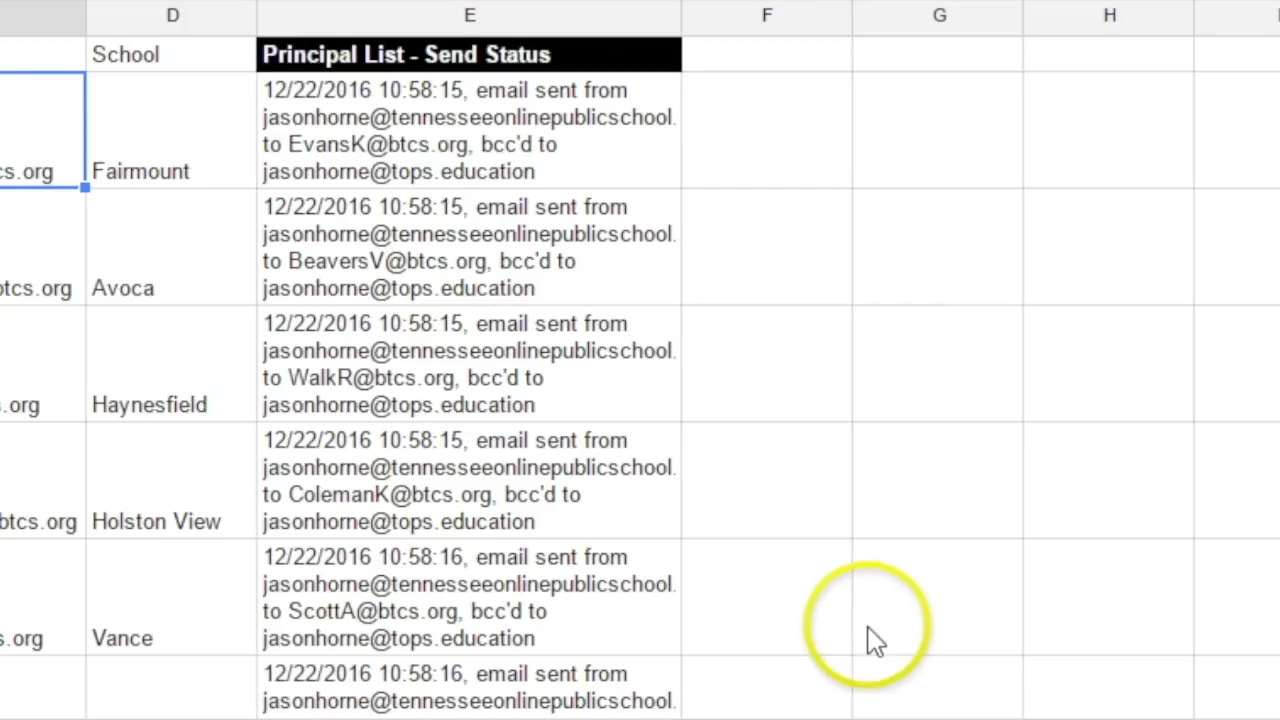 D E F G H
School Principal List - Send Status
12/22/2016 10:58:15, email sent from
jasonhorne@tennesseeonlinepublicschool.
to EvansK@btcs.org, bcc'd to
cs.org Fairmount jasonhorne@tops.education
12/22/2016 10:58:15, email sent from
jasonhorne@tennesseeonlinepublicschool.
to BeaversV@btcs.org, bcc'd to
btcs.org Avoca jasonhorne@tops.education
12/22/2016 10:58:15, email sent from
jasonhorne@tennesseeonlinepublicschool.
to WalkR@btcs.org, bcc'd to
s.org Haynesfield jasonhorne@tops.education
12/22/2016 10:58:15, email sent from
jasonhorne@tennesseeonlinepublicschool.
to ColemanK@btcs.org, bcc'd to
btcs.org Holston View jasonhorne@tops.education
12/22/2016 10:58:16, email sent from
jasonhorne@tennesseeonlinepublicschool.
to ScottA@btcs.org, bcc'd to
s.org Vance jasonhorne@tops.education
12/22/2016 10:58:16, email sent from
jasonhorne@tennesseeonlinepublicschool.